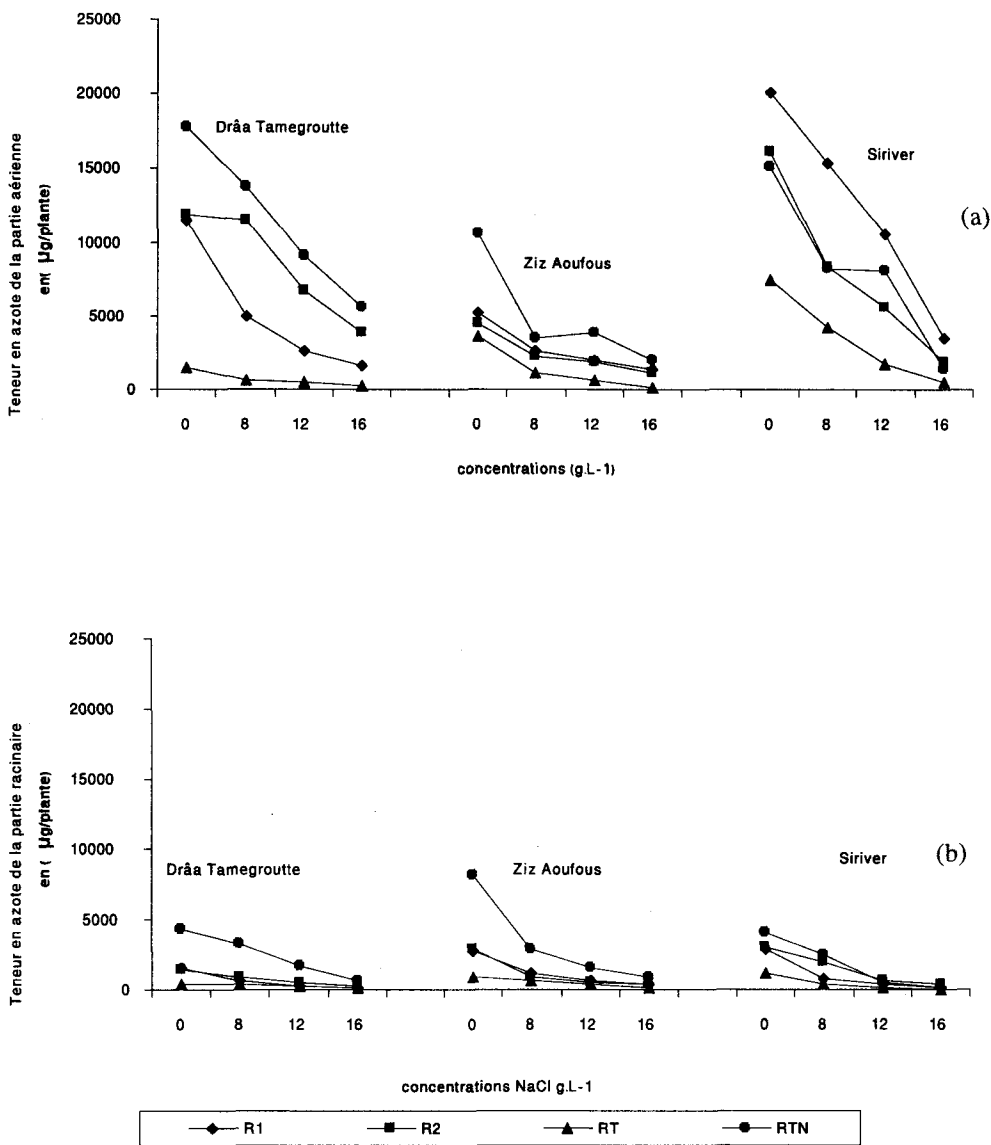 Teneur en azote de la partie aérienne
en( µg/plante)
25000
20000
15000
10000
5000
0
Drâa Tamegroutte
Ziz Aoufous
Siriver
(a)
0 8 12 16 0 8 12 16 0 8 12 16
concentrations (g.L-1)
Teneur en azote de la partie racinaire
en ( µg/plante)
25000
20000
15000
10000
5000
0
Drâa Tamegroutte
Ziz Aoufous
Siriver
(b)
0 8 12 16 0 8 12 16 0 8 12 16
concentrations NaCl g.L-1
R1 R2 RT RTN